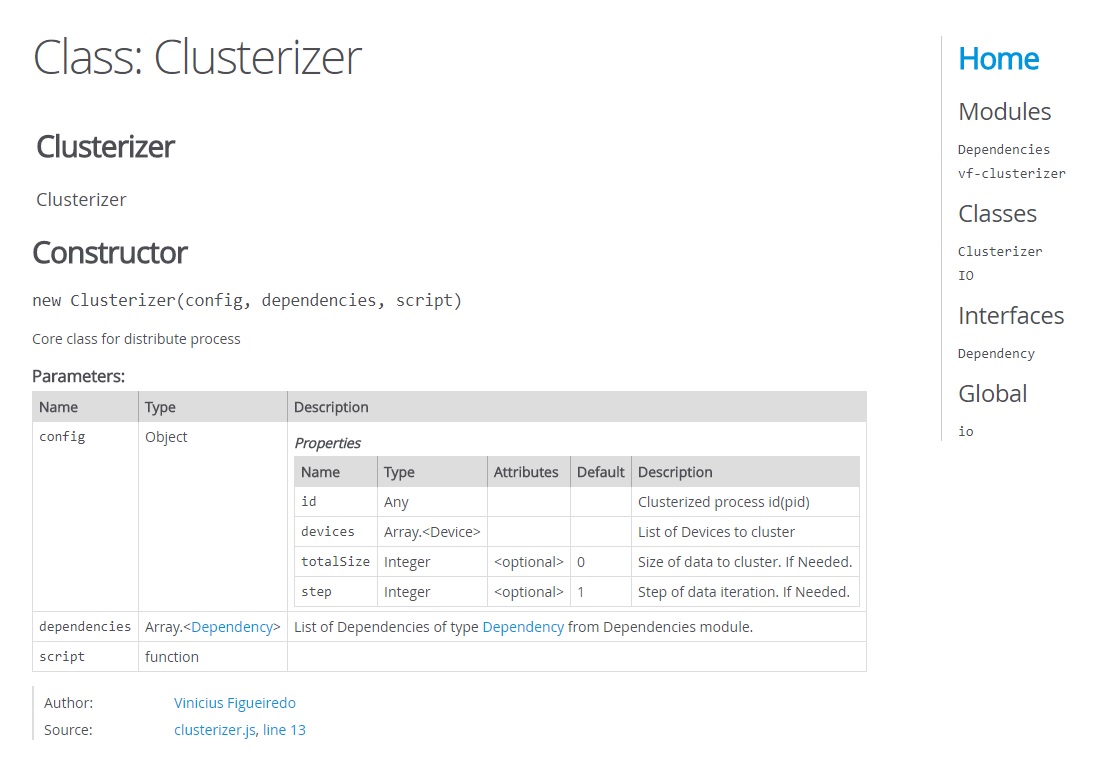 Class: Clusterizer
Clusterizer
Clusterizer
Constructor
new Clusterizer(config, dependencies, script)
Core class for distribute process
Parameters:
Name Type Description
config Object
Properties
Name Type Attributes Default Description
id Any Clusterized process id(pid)
devices Array.<Device> List of Devices to cluster
totalSize Integer <optional> 0 Size of data to cluster. If Needed.
step Integer <optional> 1 Step of data iteration. If Needed.
dependencies Array.<Dependency> List of Dependencies of type Dependency from Dependencies module.
script function
Author: Vinicius Figueiredo
Source: clusterizer.js, line 13
Home
Modules
Dependencies
vf-clusterizer
Classes
Clusterizer
IO
Interfaces
Dependency
Global
io